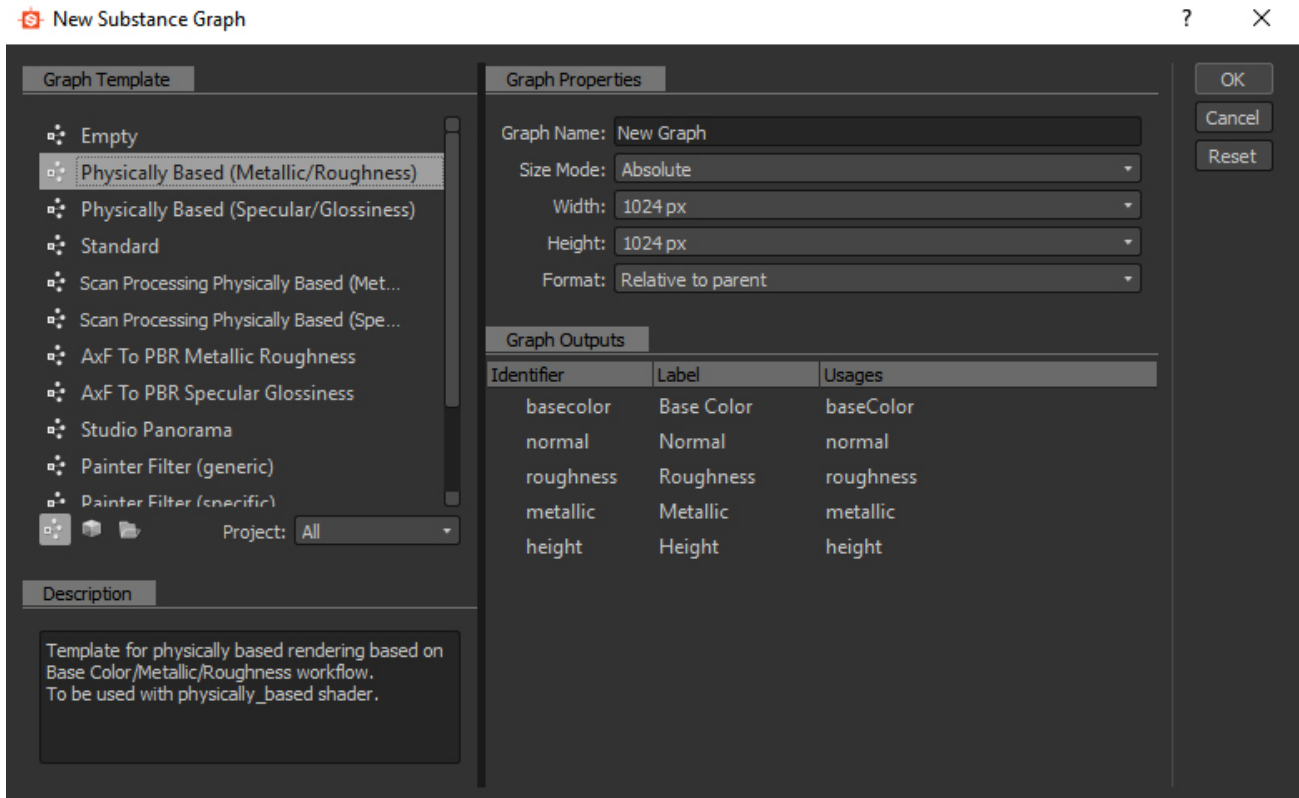 New Substance Graph
? X
Graph Template
Empty
Physically Based (Metallic/Roughness)
Physically Based (Specular/Glossiness)
Standard
Scan Processing Physically Based (Met...
Scan Processing Physically Based (Spe...
AxF To PBR Metallic Roughness
AxF To PBR Specular Glossiness
Studio Panorama
Painter Filter (generic)
Painter Filter (specific)
Project: All
Description
Template for physically based rendering based on
Base Color/Metallic/Roughness workflow.
To be used with physically_based shader.
Graph Properties
Graph Name: New Graph
Size Mode: Absolute
Width: 1024 px
Height: 1024 px
Format: Relative to parent
Graph Outputs
Identifier Label Usages
basecolor Base Color baseColor
normal Normal normal
roughness Roughness roughness
metallic Metallic metallic
height Height height
OK
Cancel
Reset